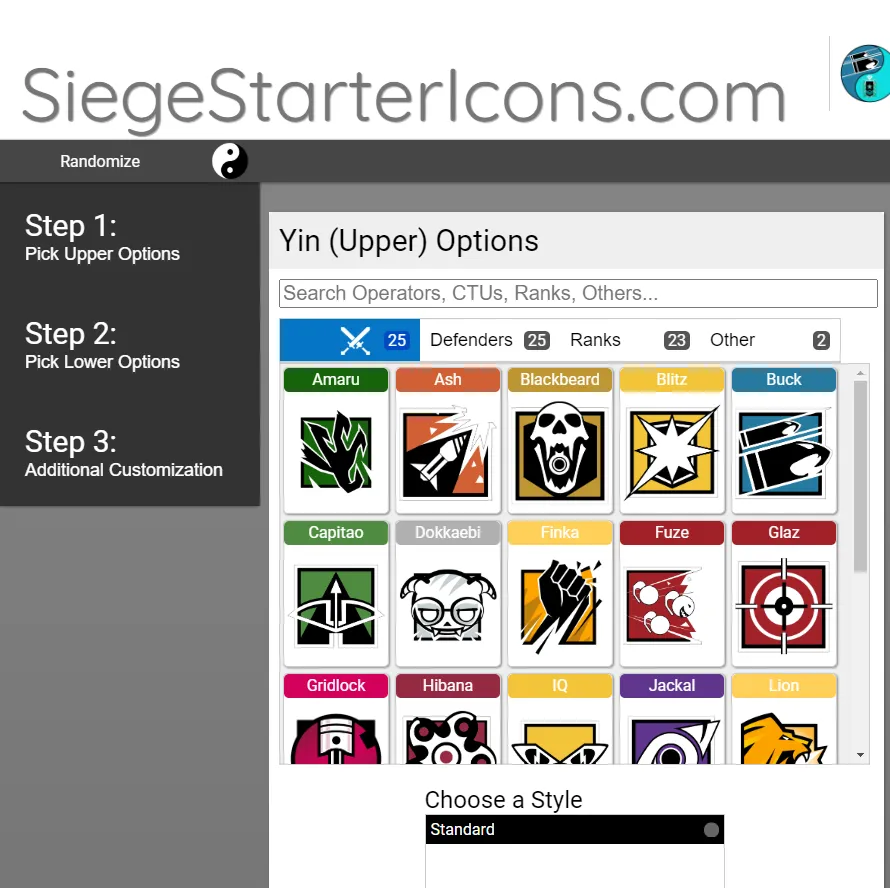 SiegeStarterIcons.com
Randomize
Step 1:
Pick Upper Options
Step 2:
Pick Lower Options
Step 3:
Additional Customization
Yin (Upper) Options
Search Operators, CTUs, Ranks, Others...
25 Defenders 25 Ranks 23 Other 2
Amaru Ash Blackbeard Blitz Buck
Capitao Dokkaebi Finka Fuze Glaz
Gridlock Hibana IQ Jackal Lion
Choose a Style
Standard